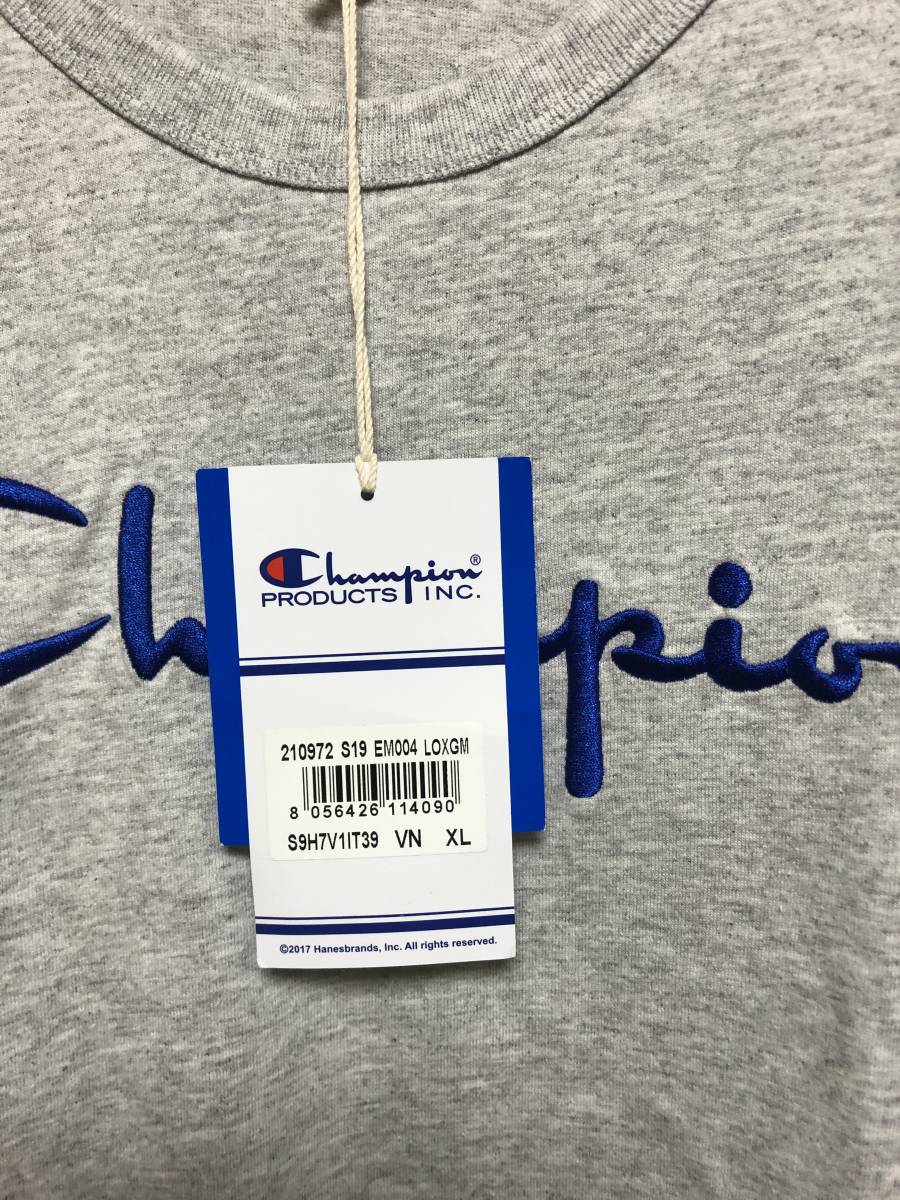 Champion
Champion®
PRODUCTS INC.
210972 S19 EM004 LOXGM
8 056426 114090
S9H7V1IT39 VN XL
©2017 Hanesbrands, Inc. All rights reserved.